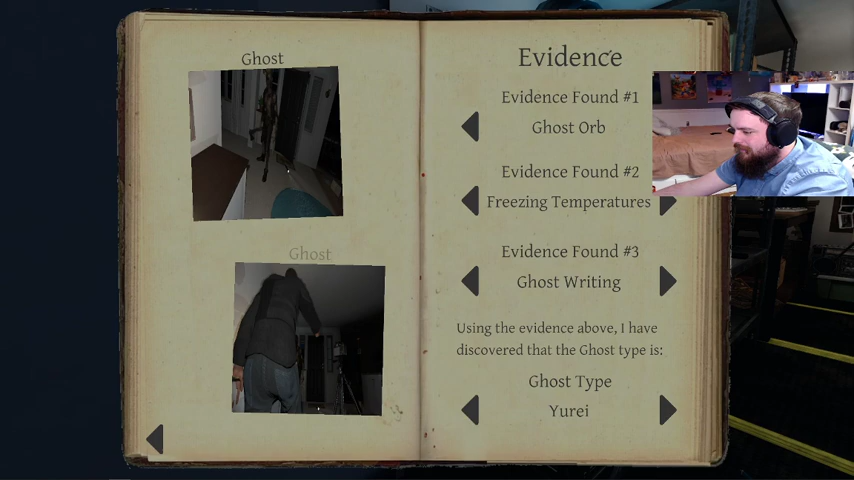 Ghost
Ghost
Evidence
Evidence Found #1
Ghost Orb
Evidence Found #2
Freezing Temperatures
Evidence Found #3
Ghost Writing
Using the evidence above, I have
discovered that the Ghost type is:
Ghost Type
Yurei